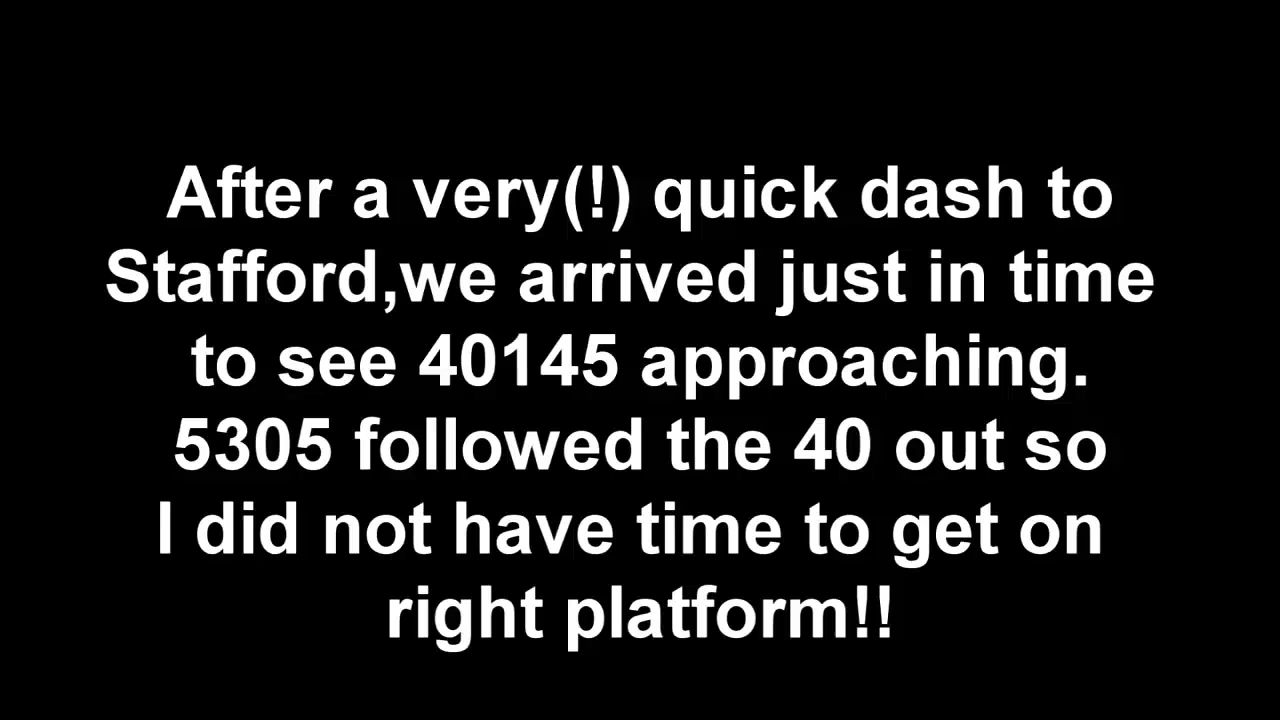 After a very(!) quick dash to
Stafford,we arrived just in time
to see 40145 approaching.
5305 followed the 40 out so
I did not have time to get on
right platform!!